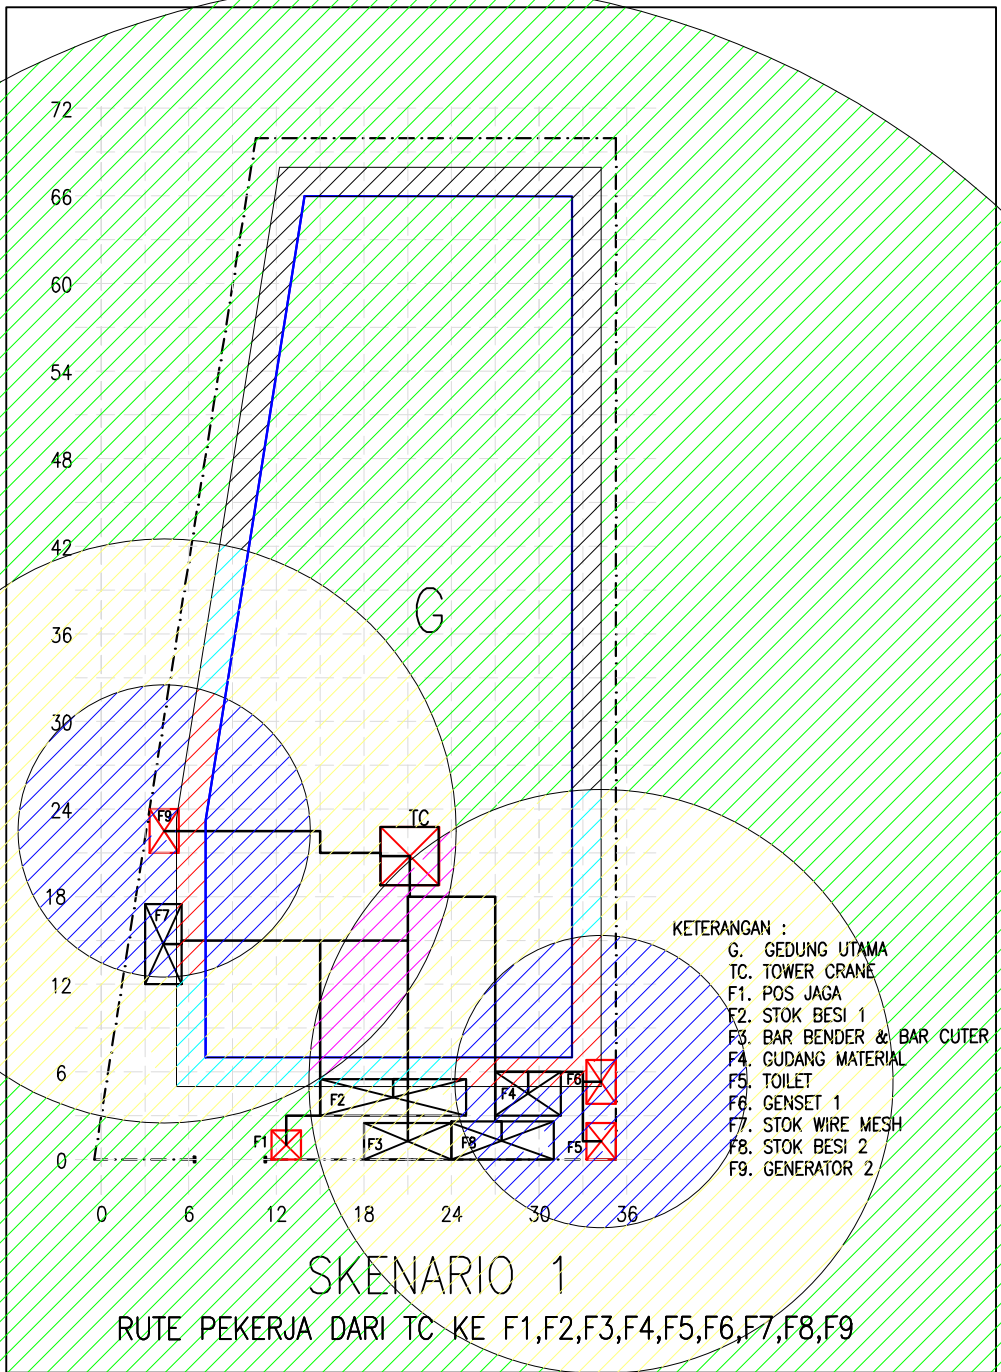 72
66
60
54
48
42
36
30
24
18
12
6
0
0 6 12 18 24 30 36
G
TC
F9
F7
F2
F1
F3
F8
F4
F6
F5
KETERANGAN :
G. GEDUNG UTAMA
TC. TOWER CRANE
F1. POS JAGA
F2. STOK BESI 1
F3. BAR BENDER & BAR CUTER
F4. GUDANG MATERIAL
F5. TOILET
F6. GENSET 1
F7. STOK WIRE MESH
F8. STOK BESI 2
F9. GENERATOR 2
SKENARIO 1
RUTE PEKERJA DARI TC KE F1,F2,F3,F4,F5,F6,F7,F8,F9